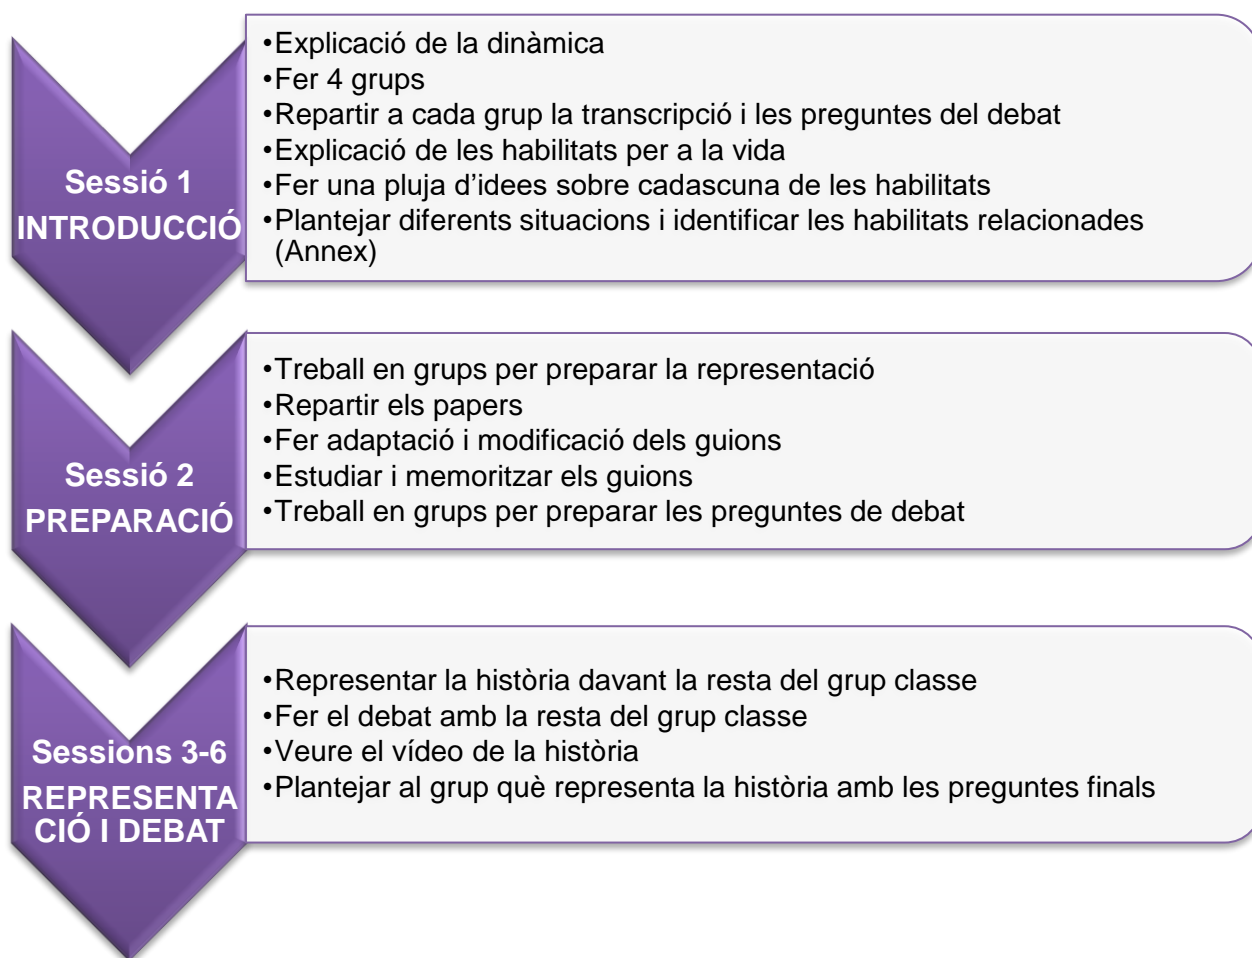 Sessió 1
INTRODUCCIÓ
•Explicació de la dinàmica
•Fer 4 grups
•Repartir a cada grup la transcripció i les preguntes del debat
•Explicació de les habilitats per a la vida
•Fer una pluja d’idees sobre cadascuna de les habilitats
•Plantejar diferents situacions i identificar les habilitats relacionades
(Annex)
Sessió 2
PREPARACIÓ
•Treball en grups per preparar la representació
•Repartir els papers
•Fer adaptació i modificació dels guions
•Estudiar i memoritzar els guions
•Treball en grups per preparar les preguntes de debat
Sessions 3-6
REPRESENTA
CIÓ I DEBAT
•Representar la història davant la resta del grup classe
•Fer el debat amb la resta del grup classe
•Veure el vídeo de la història
•Plantejar al grup què representa la història amb les preguntes finals